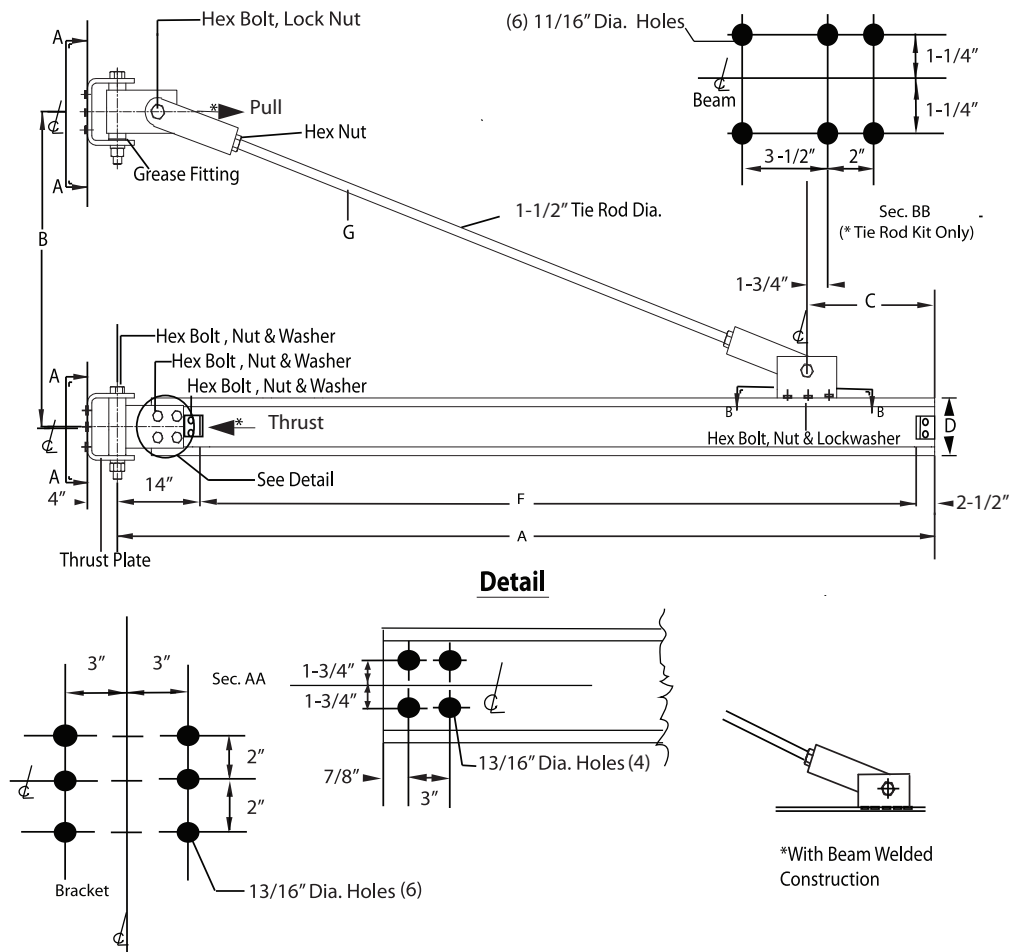 Hex Bolt, Lock Nut
(6) 11/16" Dia. Holes
A
1-1/4"
℄
Beam
1-1/4"
* Pull
℄
Hex Nut
Grease Fitting
3 -1/2"
2"
A
B
G
1-1/2" Tie Rod Dia.
Sec. BB
(* Tie Rod Kit Only)
1-3/4"
C
℄
Hex Bolt , Nut & Washer
Hex Bolt , Nut & Washer
Hex Bolt , Nut & Washer
A
B
B
D
℄
* Thrust
Hex Bolt, Nut & Lockwasher
A
See Detail
4"
14"
F
2-1/2"
A
Thrust Plate
Detail
3"
3"
Sec. AA
1-3/4"
1-3/4"
℄
2"
℄
2"
7/8"
3"
13/16" Dia. Holes (4)
Bracket
13/16" Dia. Holes (6)
℄
*With Beam Welded
Construction